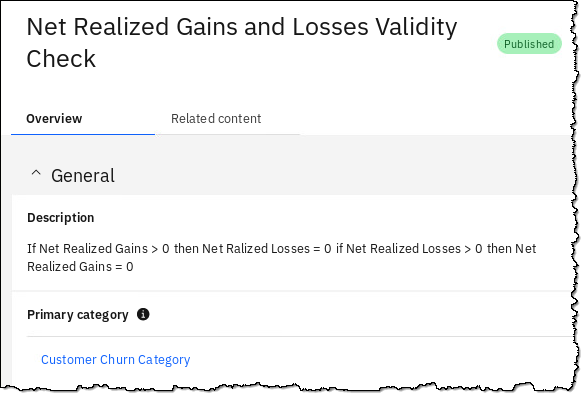 Net Realized Gains and Losses Validity
Check
Published
Overview
Related content
General
Description
If Net Realized Gains > 0 then Net Ralized Losses = 0 if Net Realized Losses > 0 then Net
Realized Gains = 0
Primary category
Customer Churn Category